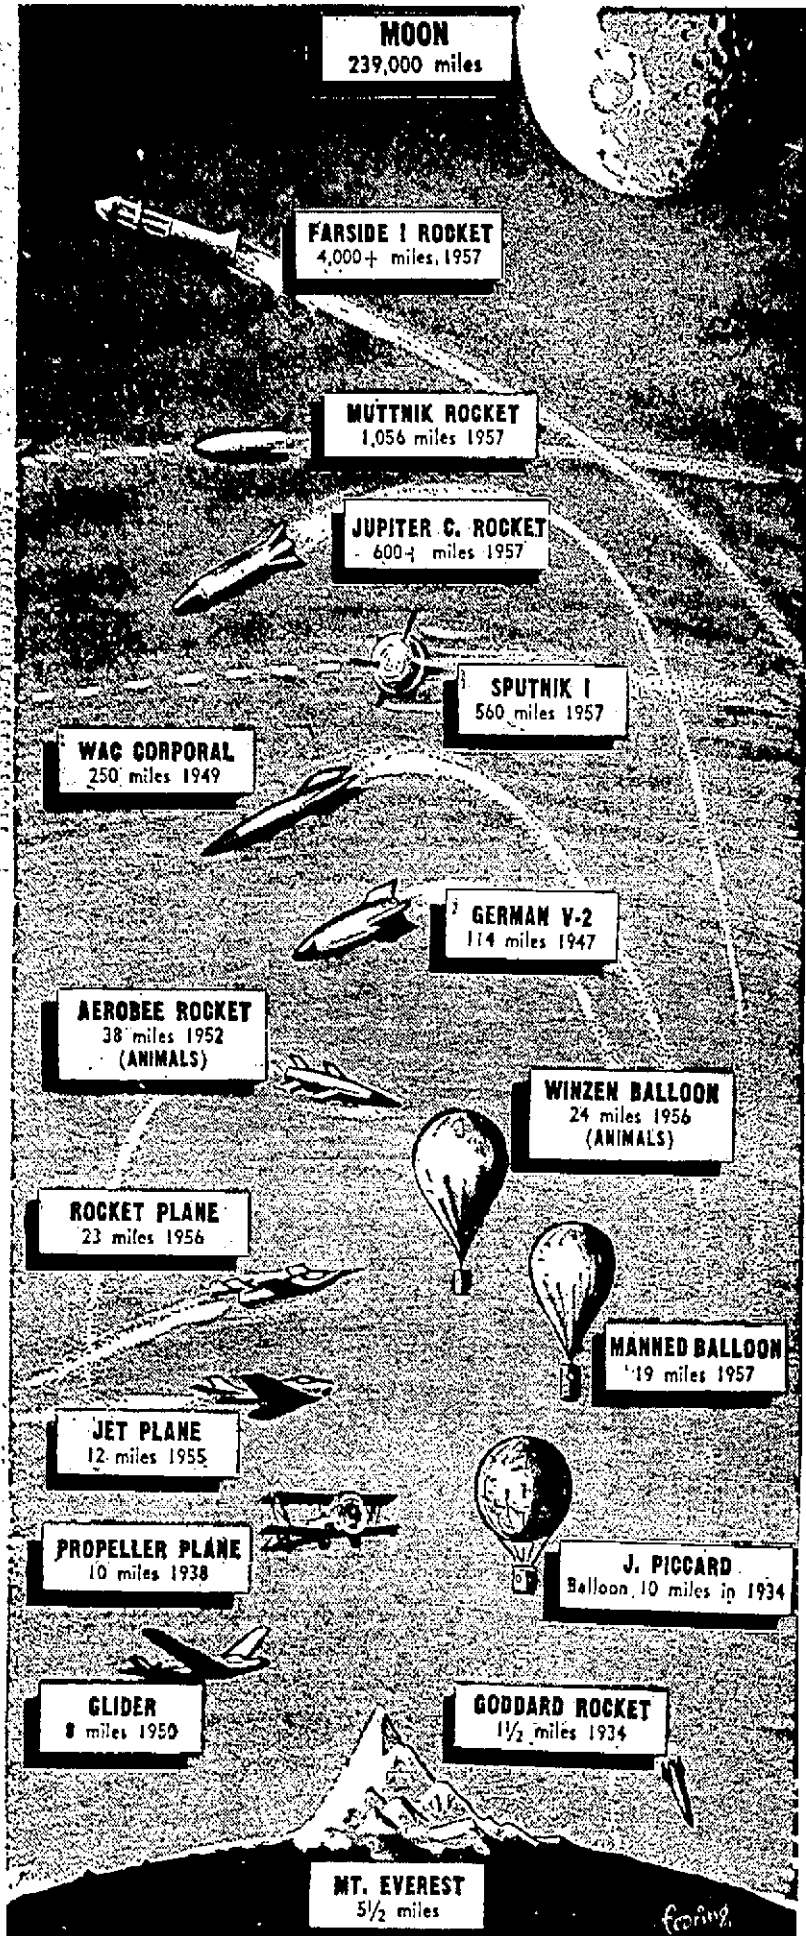 MOON
239,000 miles
FARSIDE I ROCKET
4,000+ miles, 1957
MUTTNIK ROCKET
1,056 miles 1957
JUPITER C. ROCKET
600+ miles 1957
SPUTNIK I
560 miles 1957
WAC CORPORAL
250 miles 1949
GERMAN V-2
114 miles 1947
AEROBEE ROCKET
38 miles 1952
(ANIMALS)
WINZEN BALLOON
24 miles 1956
(ANIMALS)
ROCKET PLANE
23 miles 1956
MANNED BALLOON
19 miles 1957
JET PLANE
12 miles 1955
PROPELLER PLANE
10 miles 1938
J. PICCARD
Balloon, 10 miles in 1934
GLIDER
8 miles 1950
GODDARD ROCKET
1½ miles 1934
MT. EVEREST
5½ miles